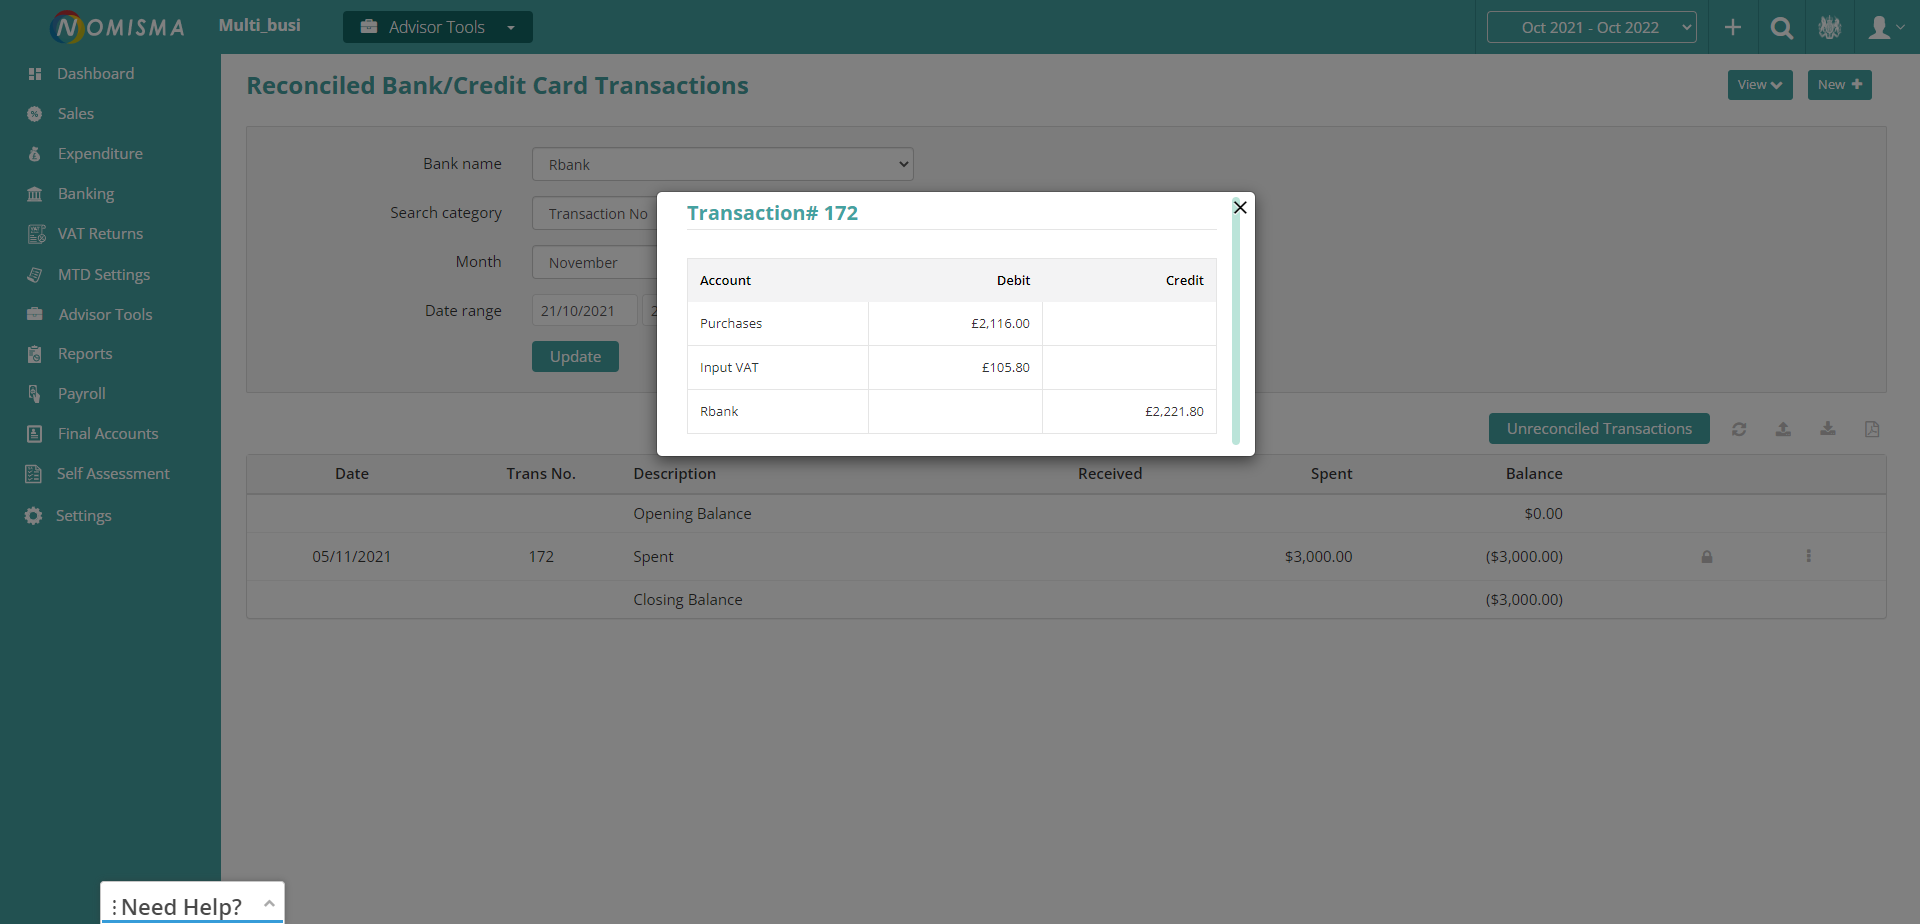 NOMISMA
Multi_busi
Advisor Tools
Oct 2021 - Oct 2022
Dashboard
Sales
Expenditure
Banking
VAT Returns
MTD Settings
Advisor Tools
Reports
Payroll
Final Accounts
Self Assessment
Settings
Reconciled Bank/Credit Card Transactions
View
New
Bank name Rbank
Search category Transaction No
Month November
Date range 21/10/2021 2
Update
Transaction# 172
Account Debit Credit
Purchases £2,116.00
Input VAT £105.80
Rbank £2,221.80
Unreconciled Transactions
Date Trans No. Description Received Spent Balance
Opening Balance $0.00
05/11/2021 172 Spent $3,000.00 ($3,000.00)
Closing Balance ($3,000.00)
Need Help?